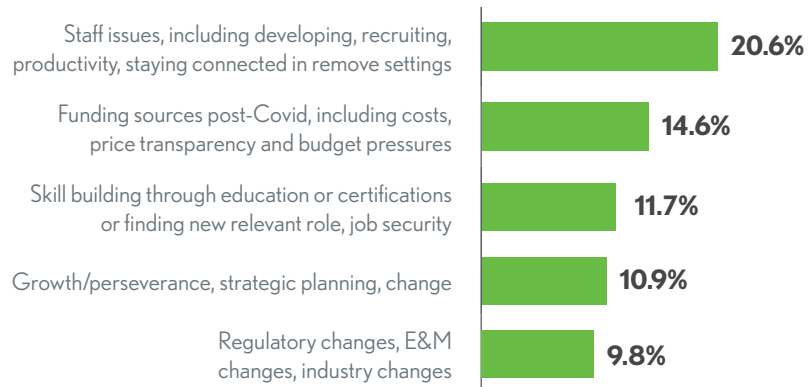 Staff issues, including developing, recruiting,
productivity, staying connected in remove settings
20.6%
Funding sources post-Covid, including costs,
price transparency and budget pressures
14.6%
Skill building through education or certifications
or finding new relevant role, job security
11.7%
Growth/perseverance, strategic planning, change
10.9%
Regulatory changes, E&M
changes, industry changes
9.8%